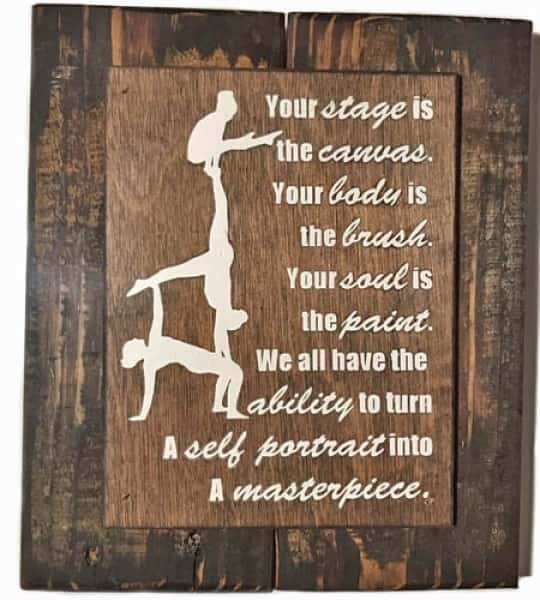 Your stage is
the canvas.
Your body is
the brush.
Your soul is
the paint.
We all have the
ability to turn
A self portrait into
A masterpiece.